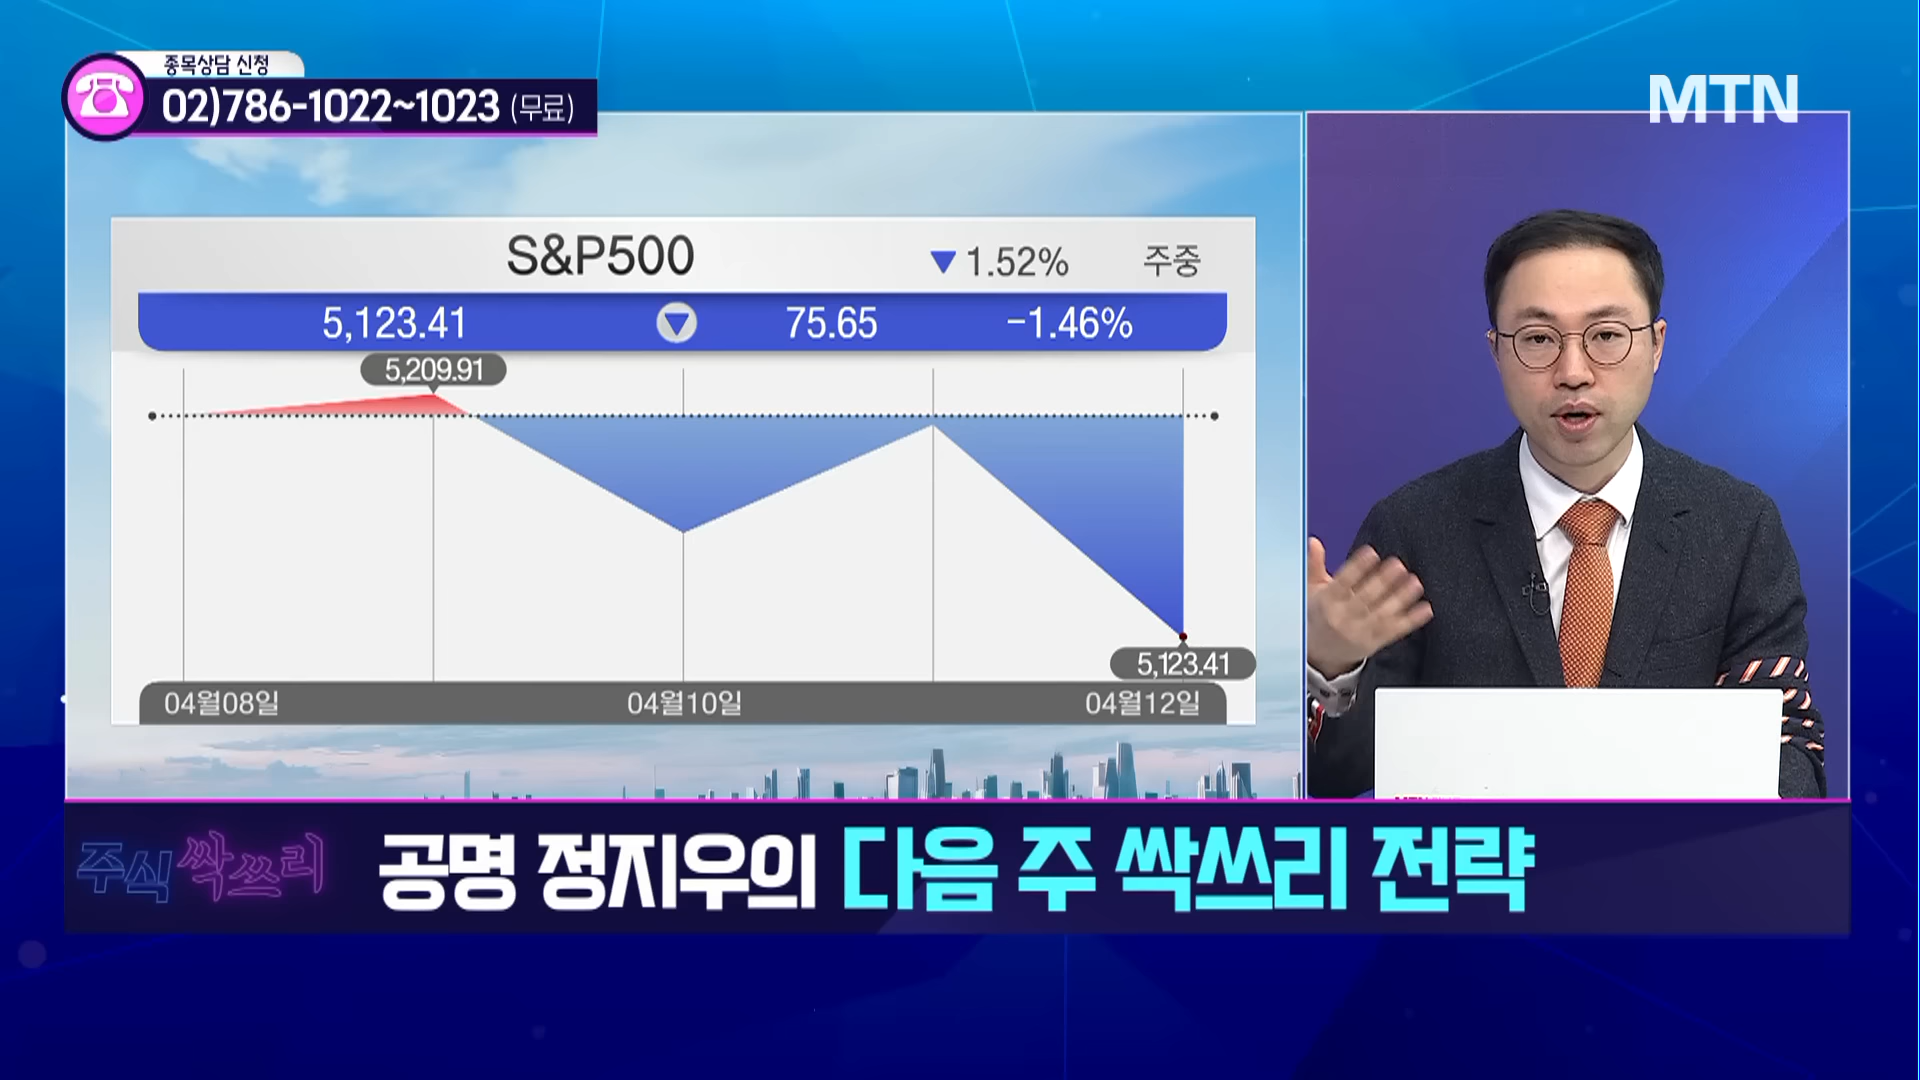 종목상담 신청
02)786-1022~1023 (무료)
MTN
S&P500 ▼1.52% 주중
5,123.41 ▽ 75.65 -1.46%
5,209.91
5,123.41
04월08일 04월10일 04월12일
주식 싹쓰리
공명 정지우의 다음 주 싹쓰리 전략